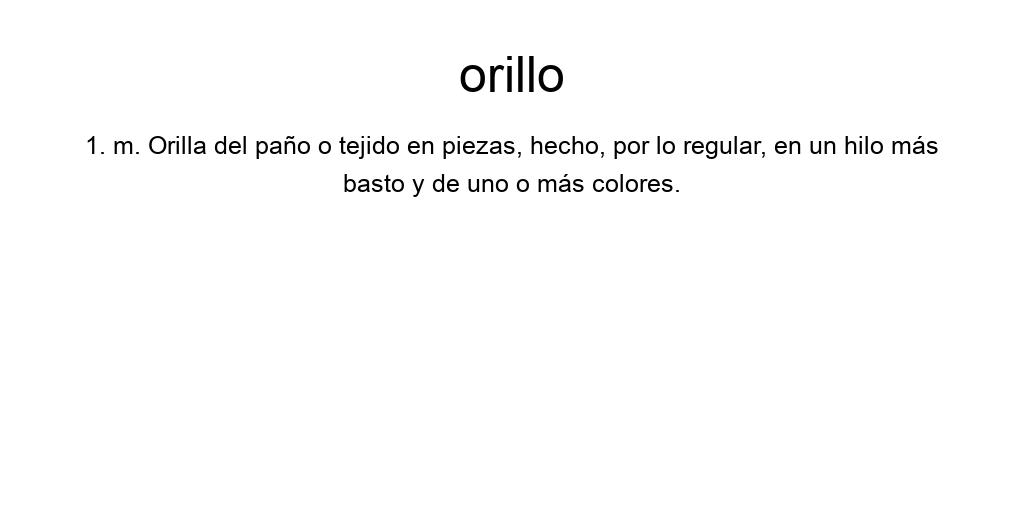 orillo
1. m. Orilla del paño o tejido en piezas, hecho, por lo regular, en un hilo más
basto y de uno o más colores.